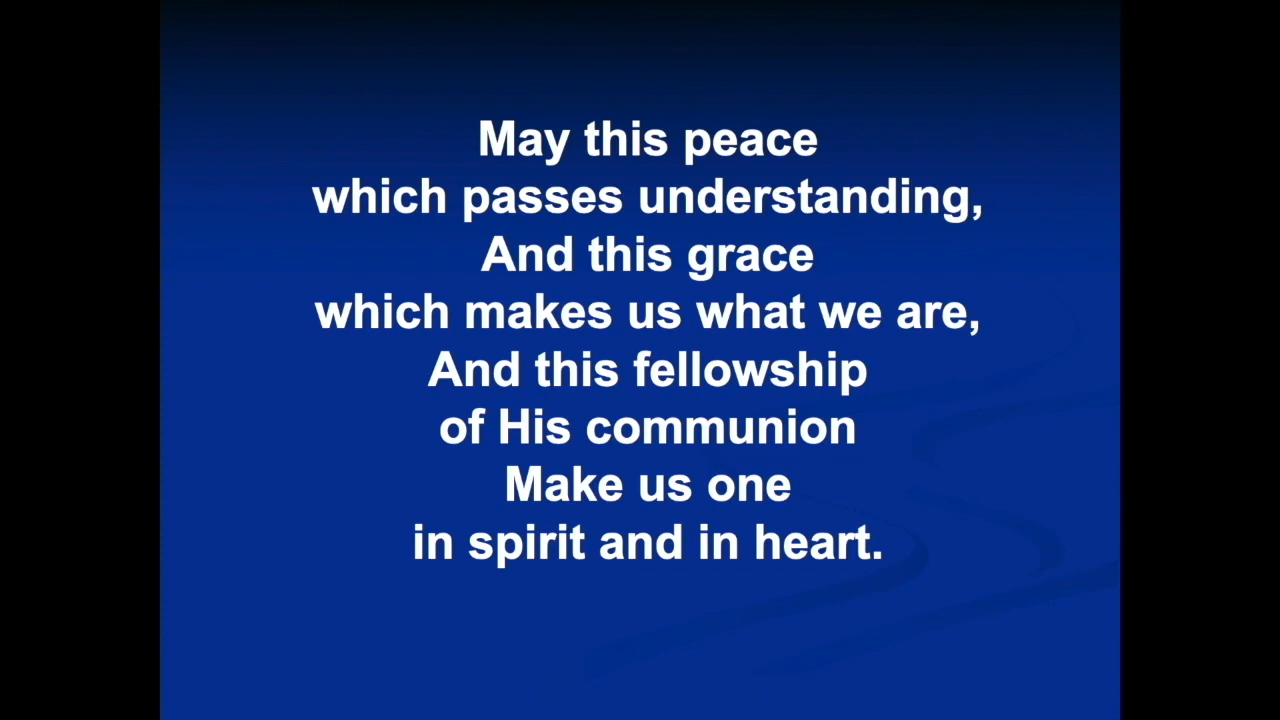 May this peace
which passes understanding,
And this grace
which makes us what we are,
And this fellowship
of His communion
Make us one
in spirit and in heart.